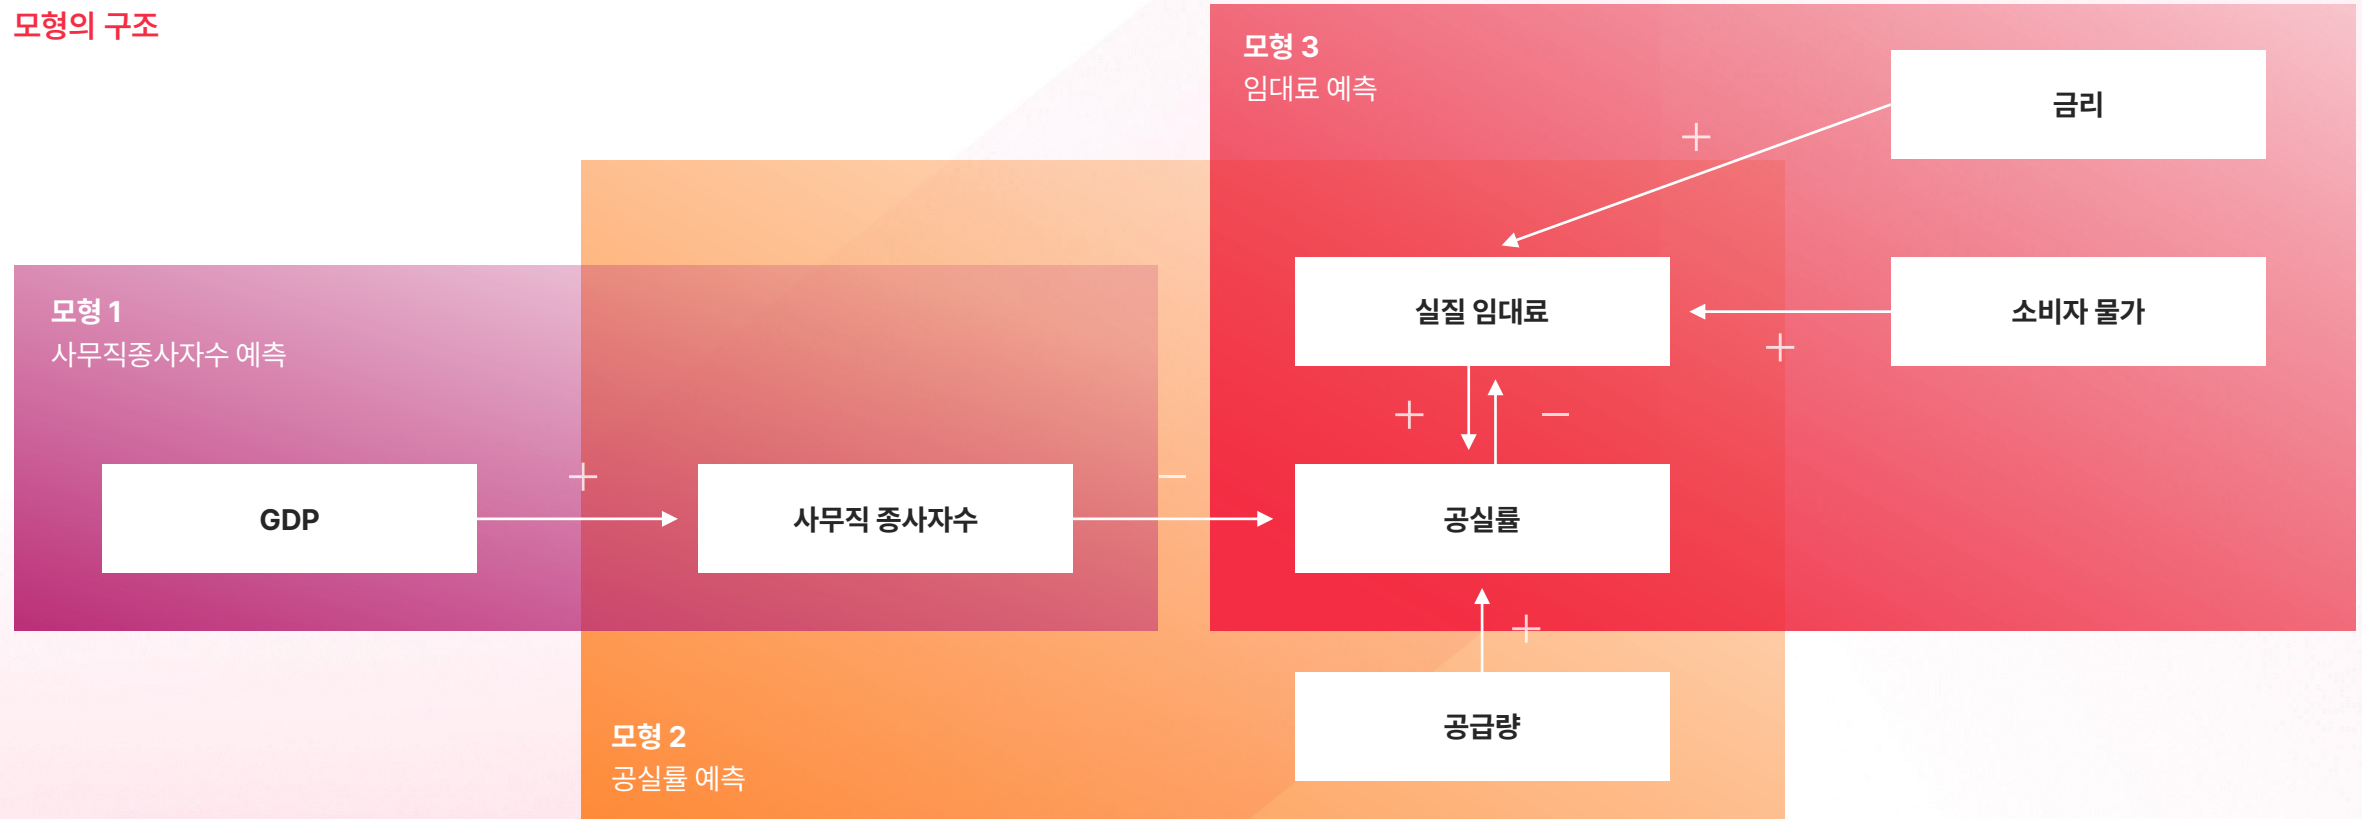 모형의 구조
모형 3
임대료 예측
금리
+
모형 1
사무직종사자수 예측
실질 임대료
소비자 물가
+
+
−
GDP
+
사무직 종사자수
−
공실률
+
공급량
모형 2
공실률 예측